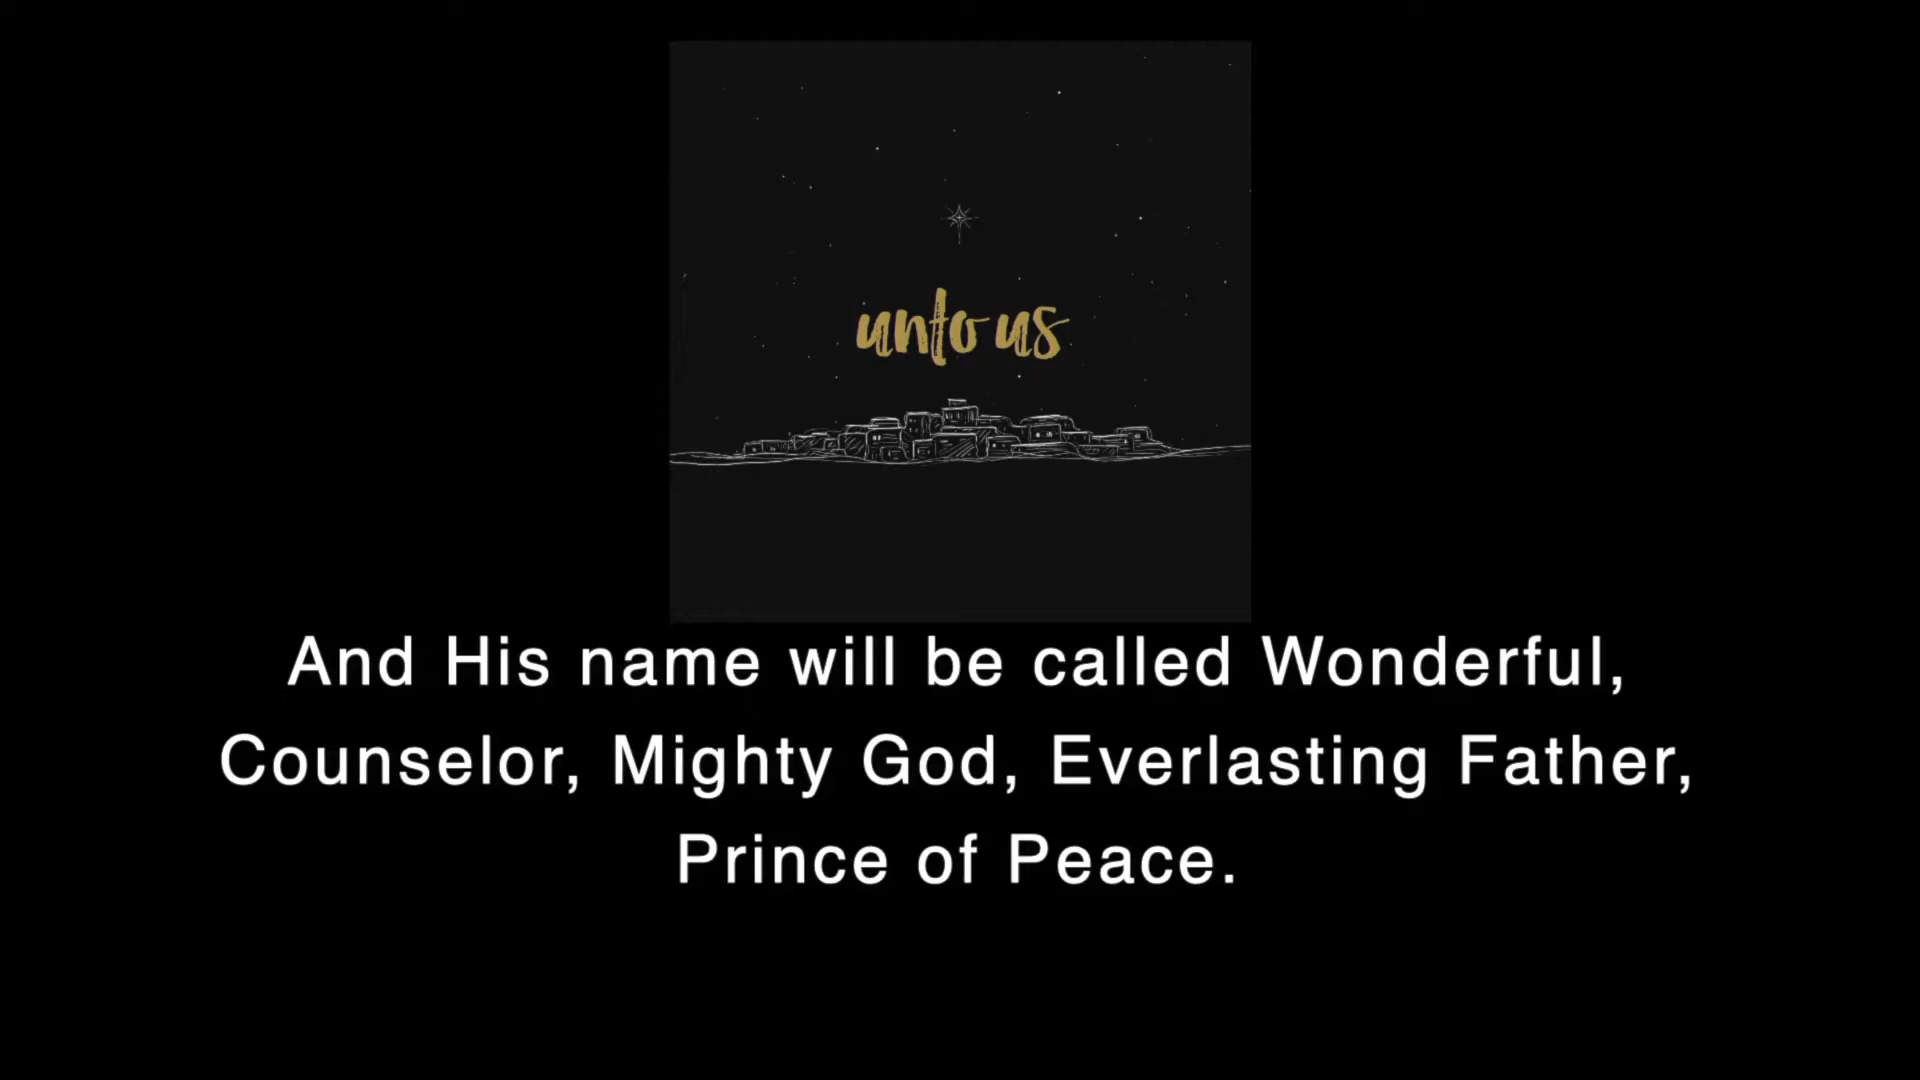 unto us
And His name will be called Wonderful,
Counselor, Mighty God, Everlasting Father,
Prince of Peace.